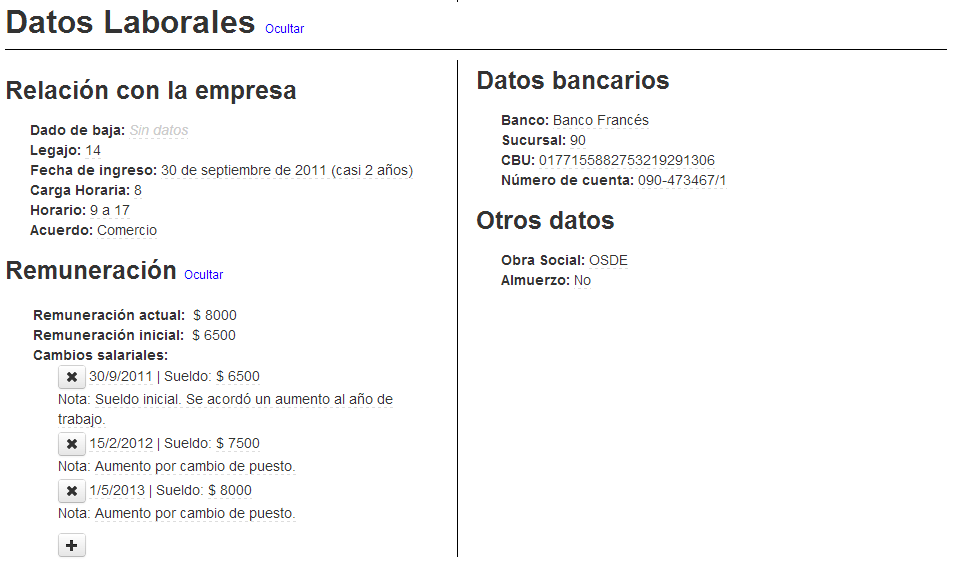 Datos Laborales Ocultar
Relación con la empresa
Dado de baja: Sin datos
Legajo: 14
Fecha de ingreso: 30 de septiembre de 2011 (casi 2 años)
Carga Horaria: 8
Horario: 9 a 17
Acuerdo: Comercio
Remuneración Ocultar
Remuneración actual: $ 8000
Remuneración inicial: $ 6500
Cambios salariales:
30/9/2011 | Sueldo: $ 6500
Nota: Sueldo inicial. Se acordó un aumento al año de
trabajo.
15/2/2012 | Sueldo: $ 7500
Nota: Aumento por cambio de puesto.
1/5/2013 | Sueldo: $ 8000
Nota: Aumento por cambio de puesto.
Datos bancarios
Banco: Banco Francés
Sucursal: 90
CBU: 0177155882753219291306
Número de cuenta: 090-473467/1
Otros datos
Obra Social: OSDE
Almuerzo: No